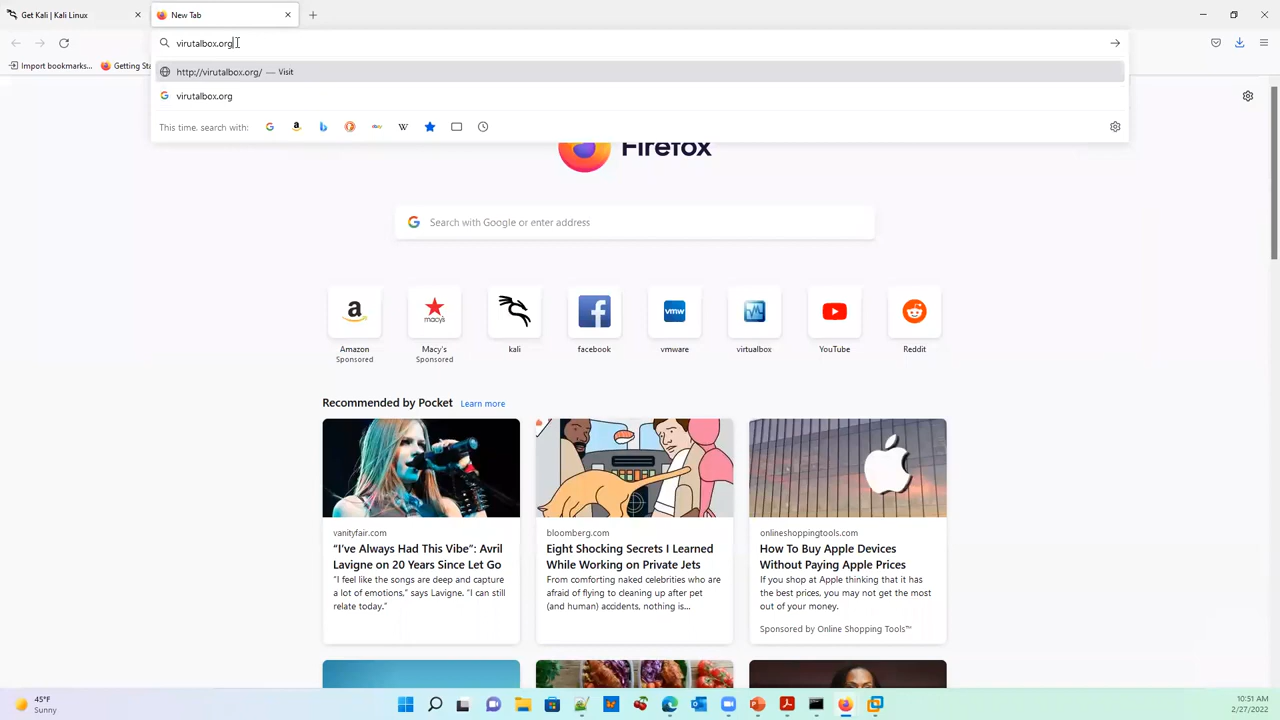 Get Kali | Kali Linux
New Tab
virutalbox.org
http://virutalbox.org/ — Visit
virutalbox.org
Import bookmarks...
Getting Sta
This time, search with:
Firefox
Search with Google or enter address
vmw
Amazon
Sponsored
macys
Macy's
Sponsored
kali
facebook
vmware
virtualbox
YouTube
Reddit
Recommended by Pocket Learn more
vanityfair.com
“I’ve Always Had This Vibe”: Avril
Lavigne on 20 Years Since Let Go
“I feel like the songs are deep and capture
a lot of emotions,” says Lavigne. “I can still
relate today.”
bloomberg.com
Eight Shocking Secrets I Learned
While Working on Private Jets
From comforting naked celebrities who are
afraid of flying to cleaning up after pet
(and human) accidents, nothing is...
onlineshoppingtools.com
How To Buy Apple Devices
Without Paying Apple Prices
If you shop at Apple thinking that it has
the best prices, you may not get the most
out of your money.
Sponsored by Online Shopping Tools™
45°F
Sunny
10:51 AM
2/27/2022